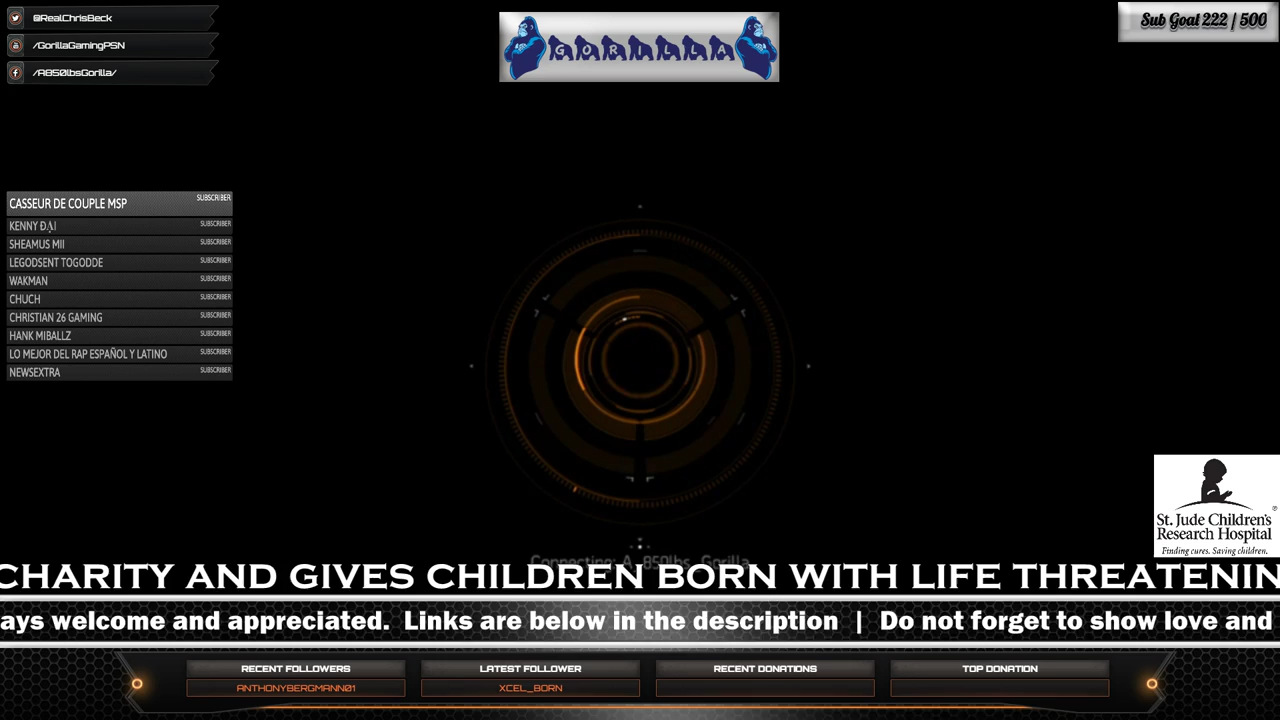 @RealChrisBeck
/GorillaGamingPSN
/A850lbsGorilla/
GORILLA
Sub Goal 222 / 500
CASSEUR DE COUPLE MSP SUBSCRIBER
KENNY ĐẠI SUBSCRIBER
SHEAMUS MII SUBSCRIBER
LEGODSENT TOGODDE SUBSCRIBER
WAKMAN SUBSCRIBER
CHUCH SUBSCRIBER
CHRISTIAN 26 GAMING SUBSCRIBER
HANK MIBALLZ SUBSCRIBER
LO MEJOR DEL RAP ESPAÑOL Y LATINO SUBSCRIBER
NEWSEXTRA SUBSCRIBER
St. Jude Children's
Research Hospital
Finding cures. Saving children.
Connecting: A_850lbs_Gorilla
CHARITY AND GIVES CHILDREN BORN WITH LIFE THREATENIN
ays welcome and appreciated. Links are below in the description | Do not forget to show love and
RECENT FOLLOWERS LATEST FOLLOWER RECENT DONATIONS TOP DONATION
ANTHONYBERGMANN01 XCEL_BORN